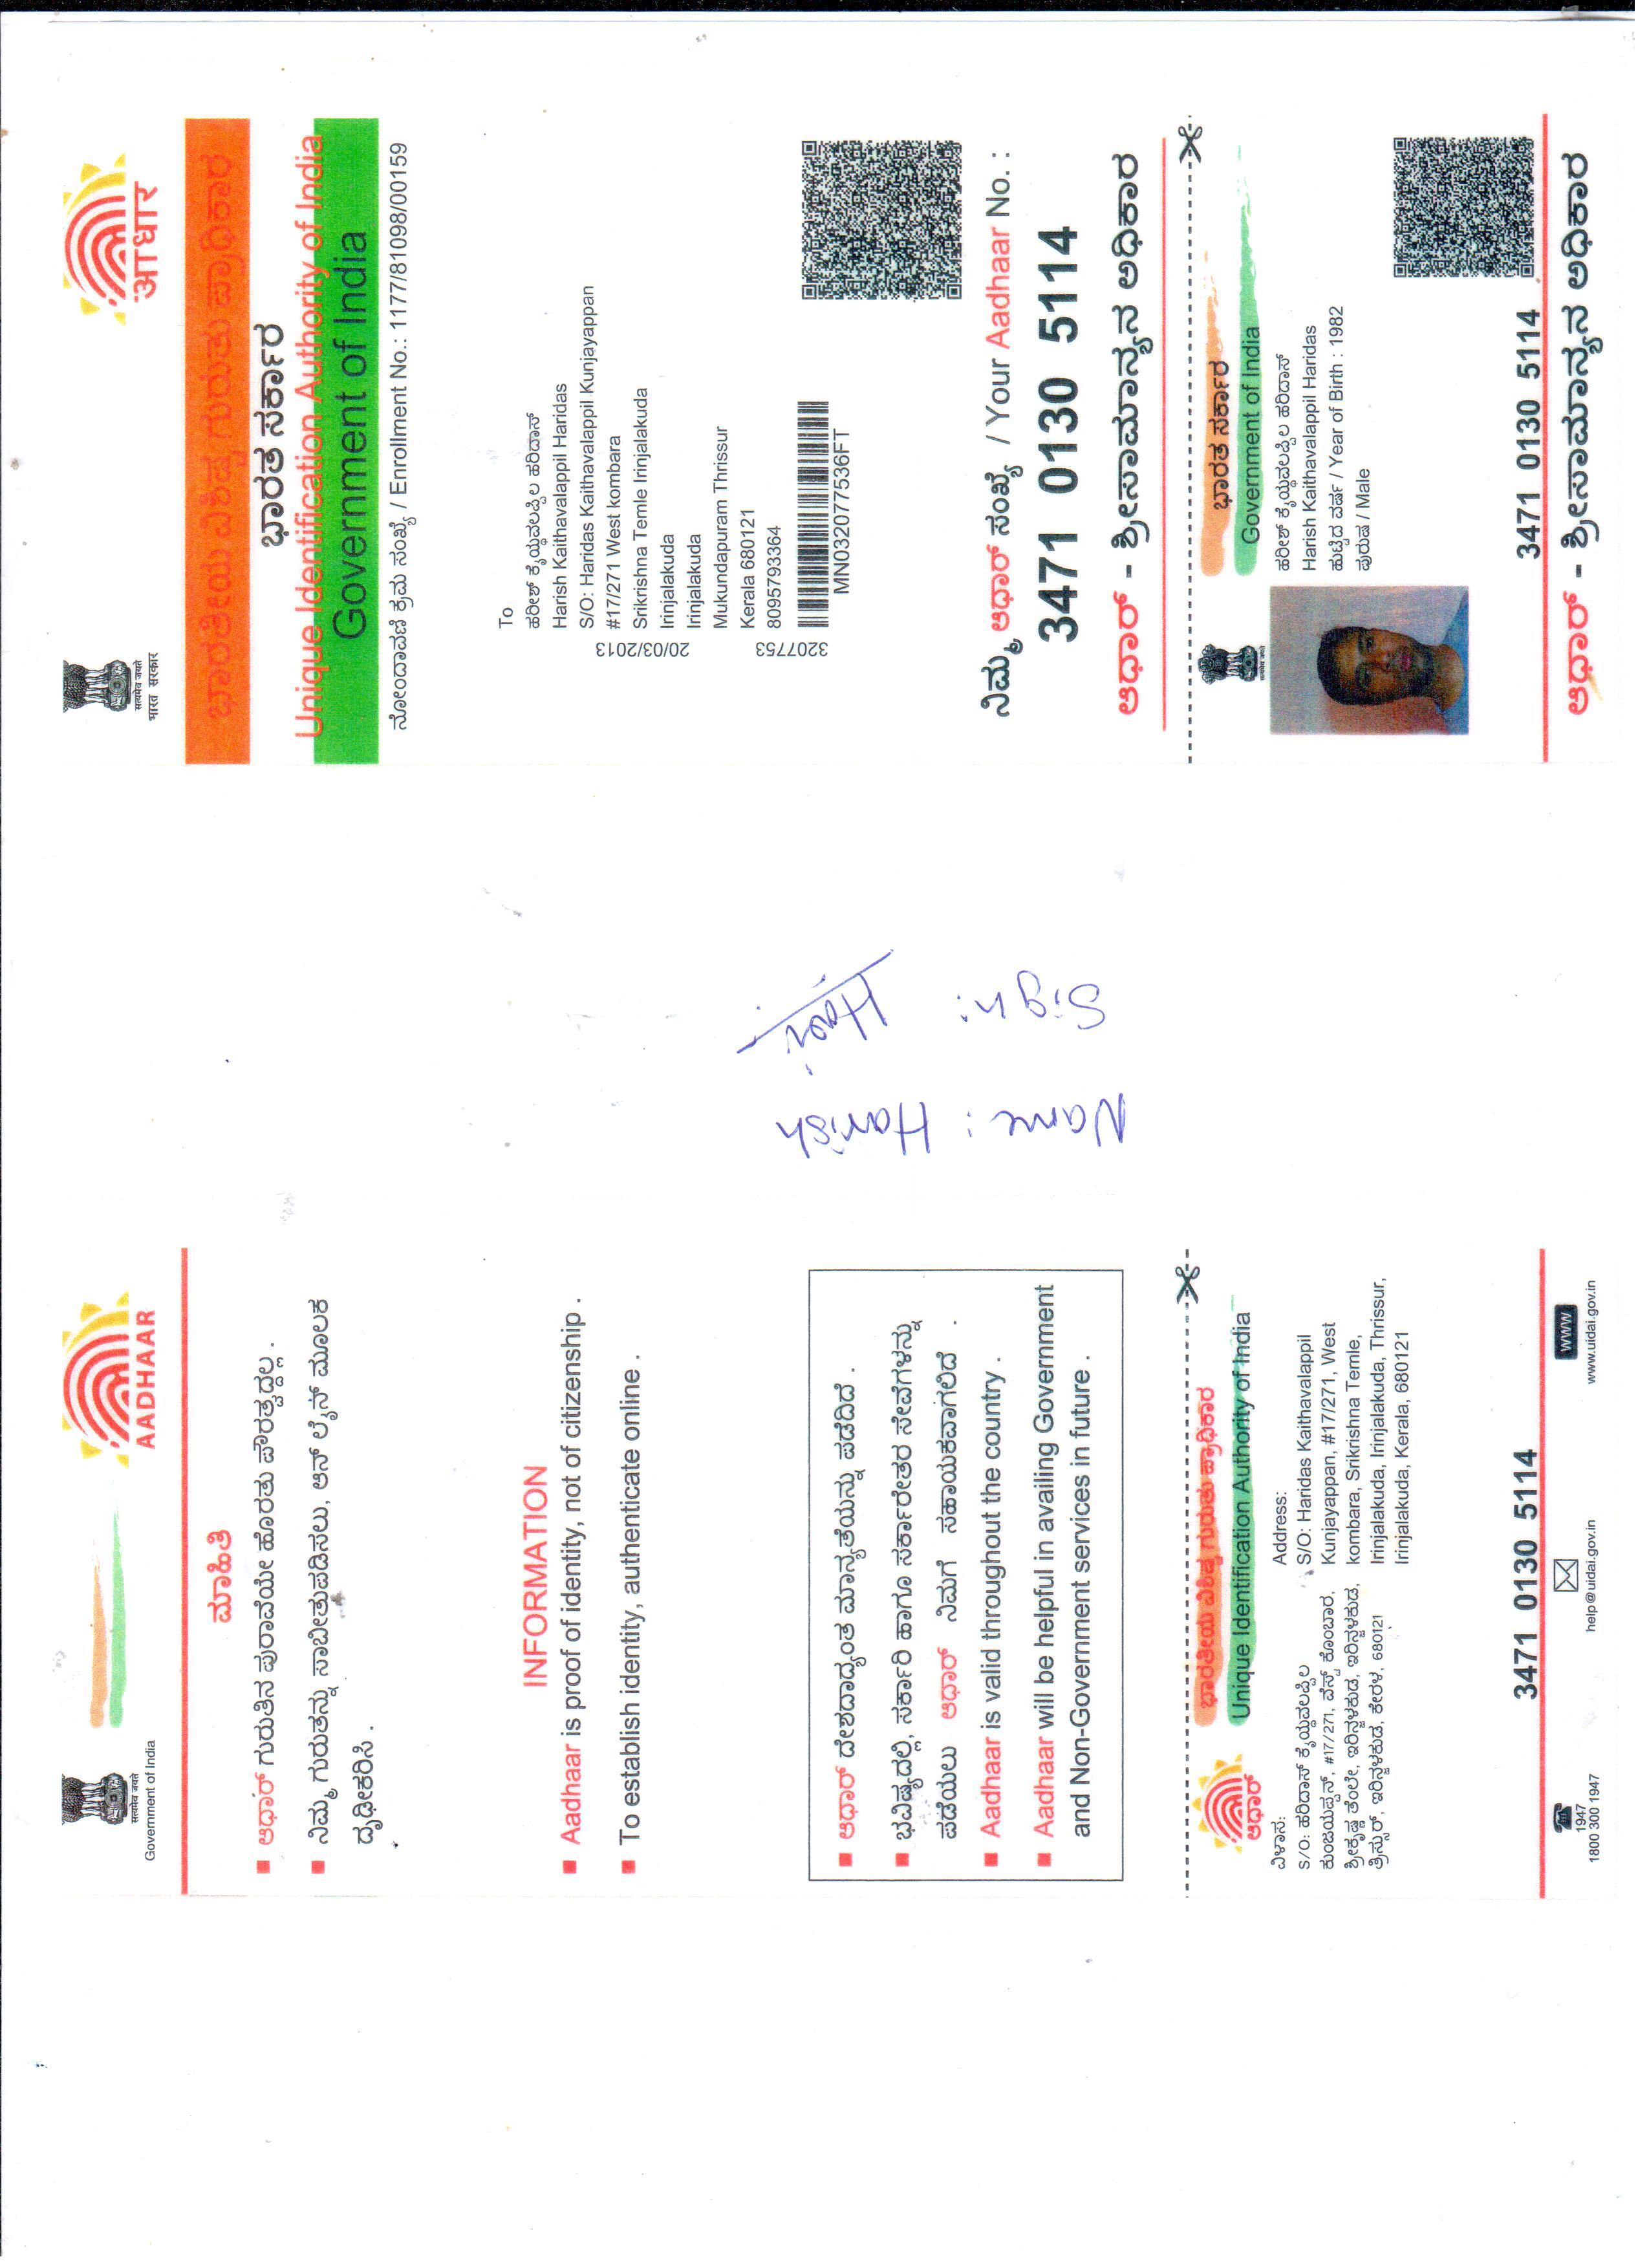 सत्यमेव जयते
Government of India
AADHAAR
ಮಾಹಿತಿ
ಆಧಾರ್ ಗುರುತಿನ ಪುರಾವೆಯೇ ಹೊರತು ಪೌರತ್ವದ್ದಲ್ಲ .
ನಿಮ್ಮ ಗುರುತನ್ನು ಸಾಬೀತುಪಡಿಸಲು, ಆನ್ ಲೈನ್ ಮೂಲಕ
ದೃಢೀಕರಿಸಿ .
INFORMATION
Aadhaar is proof of identity, not of citizenship .
To establish identity, authenticate online .
ಆಧಾರ್ ದೇಶದಾದ್ಯಂತ ಮಾನ್ಯತೆಯನ್ನು ಪಡೆದಿದೆ .
ಭವಿಷ್ಯದಲ್ಲಿ, ಸರ್ಕಾರಿ ಹಾಗೂ ಸರ್ಕಾರೇತರ ಸೇವೆಗಳನ್ನು
ಪಡೆಯಲು ಆಧಾರ್ ನಿಮಗೆ ಸಹಾಯಕವಾಗಲಿದೆ .
Aadhaar is valid throughout the country .
Aadhaar will be helpful in availing Government
and Non-Government services in future .
ಆಧಾರ್
ಭಾರತೀಯ ವಿಶಿಷ್ಟ ಗುರುತು ಪ್ರಾಧಿಕಾರ
Unique Identification Authority of India
ವಿಳಾಸ:
S/O: ಹರಿದಾಸ್ ಕೈಯ್ಥವಲಪ್ಪಿಲ
ಕುಂಜಯಪ್ಪನ್, #17/271, ವೆಸ್ಟ್ ಕೊಂಬಾರ,
ಶ್ರೀಕೃಷ್ಣ ತೆಂಲೇ, ಇರಿನ್ಜಳಕುಡ, ಇರಿನ್ಜಳಕುಡ,
ತ್ರಿಸ್ಸುರ್, ಇರಿನ್ಜಳಕುಡ, ಕೇರಳ, 680121
Address:
S/O: Haridas Kaithavalappil
Kunjayappan, #17/271, West
kombara, Srikrishna Temle,
Irinjalakuda, Irinjalakuda, Thrissur,
Irinjalakuda, Kerala, 680121
3471 0130 5114
1947
1800 300 1947
help@uidai.gov.in
www
www.uidai.gov.in
Name: Harish
Sign: Hari
सत्यमेव जयते
भारत सरकार
आधार
ಭಾರತೀಯ ವಿಶಿಷ್ಟ ಗುರುತು ಪ್ರಾಧಿಕಾರ
ಭಾರತ ಸರ್ಕಾರ
Unique Identification Authority of India
Government of India
ನೋಂದಾವಣಿ ಕ್ರಮ ಸಂಖ್ಯೆ / Enrollment No.: 1177/81098/00159
To
ಹರೀಶ್ ಕೈಯ್ಥವಲಪ್ಪಿಲ ಹರಿದಾಸ್
Harish Kaithavalappil Haridas
S/O: Haridas Kaithavalappil Kunjayappan
#17/271 West kombara
Srikrishna Temle Irinjalakuda
Irinjalakuda
Irinjalakuda
Mukundapuram Thrissur
Kerala 680121
8095793364
20/03/2013
3207753
MN032077536FT
ನಿಮ್ಮ ಆಧಾರ್ ಸಂಖ್ಯೆ / Your Aadhaar No. :
3471 0130 5114
ಆಧಾರ್ - ಶ್ರೀಸಾಮಾನ್ಯನ ಅಧಿಕಾರ
सत्यमेव जयते
ಭಾರತ ಸರ್ಕಾರ
Government of India
ಹರೀಶ್ ಕೈಯ್ಥವಲಪ್ಪಿಲ ಹರಿದಾಸ್
Harish Kaithavalappil Haridas
ಹುಟ್ಟಿದ ವರ್ಷ / Year of Birth : 1982
ಪುರುಷ / Male
3471 0130 5114
ಆಧಾರ್ - ಶ್ರೀಸಾಮಾನ್ಯನ ಅಧಿಕಾರ